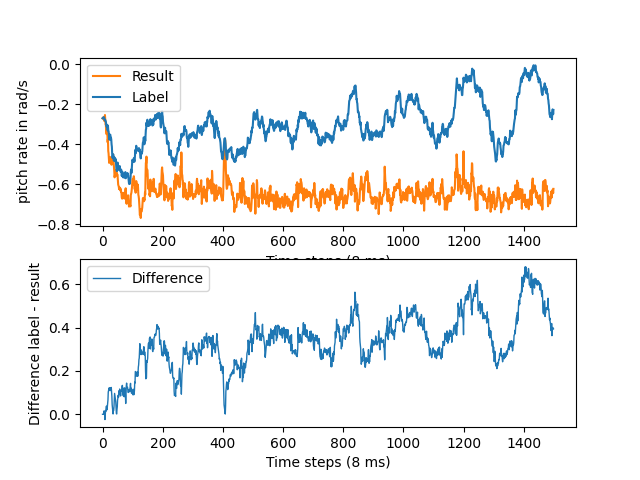 0.0
−0.2
−0.4
−0.6
−0.8
pitch rate in rad/s
Result
Label
0 200 400 600 800 1000 1200 1400
Time steps (8 ms)
0.6
0.4
0.2
0.0
Difference label - result
Difference
0 200 400 600 800 1000 1200 1400
Time steps (8 ms)